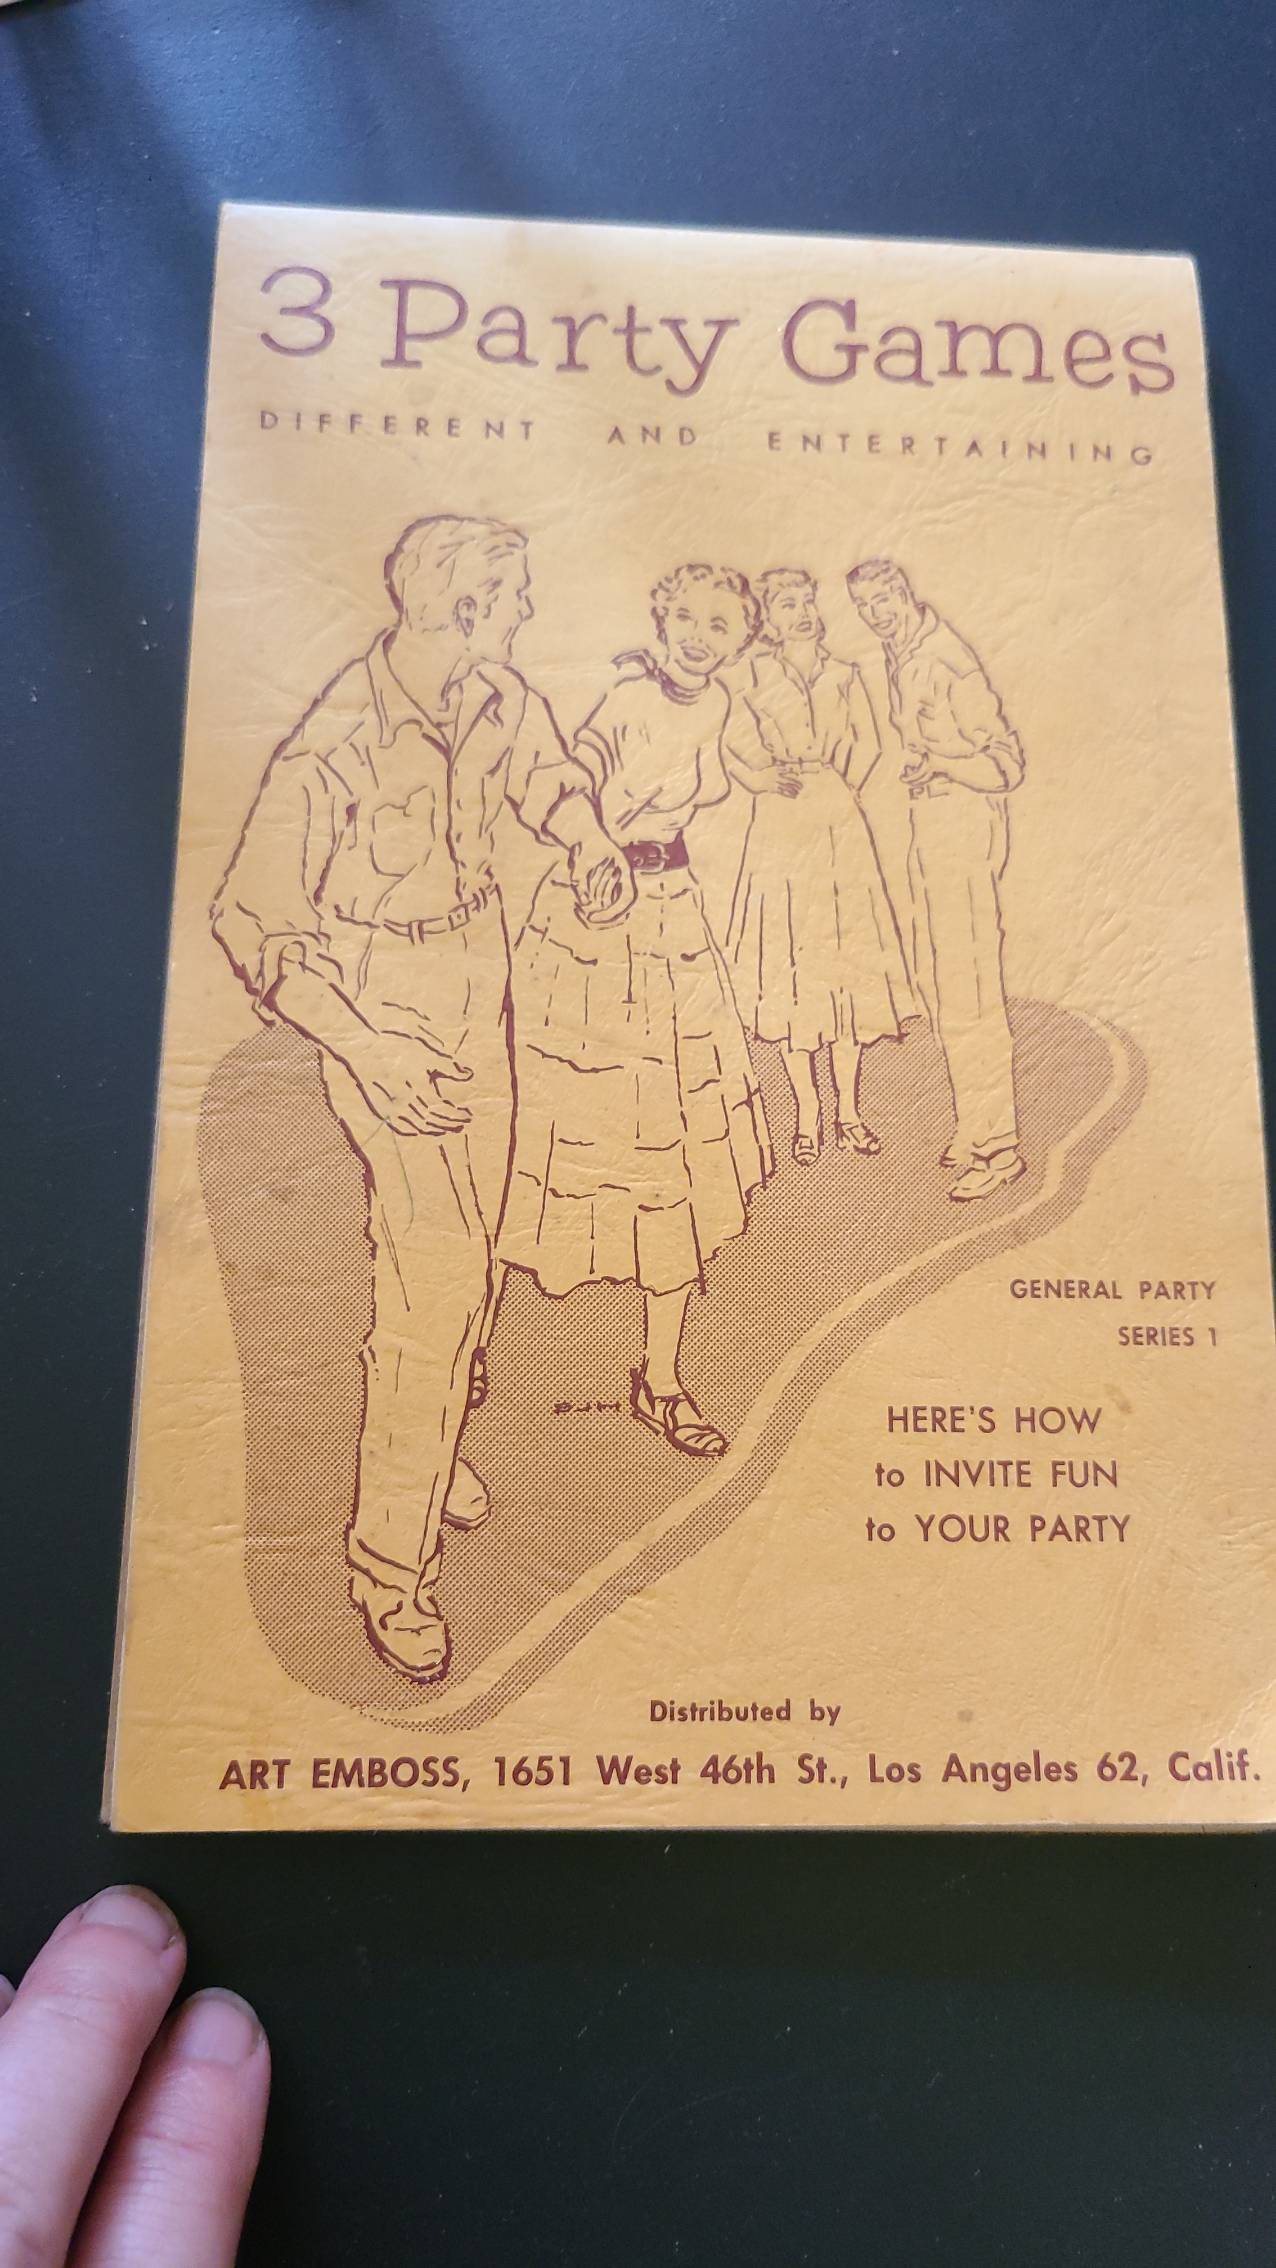 3 Party Games
DIFFERENT AND ENTERTAINING
GENERAL PARTY
SERIES 1
HERE'S HOW
to INVITE FUN
to YOUR PARTY
Distributed by
ART EMBOSS, 1651 West 46th St., Los Angeles 62, Calif.